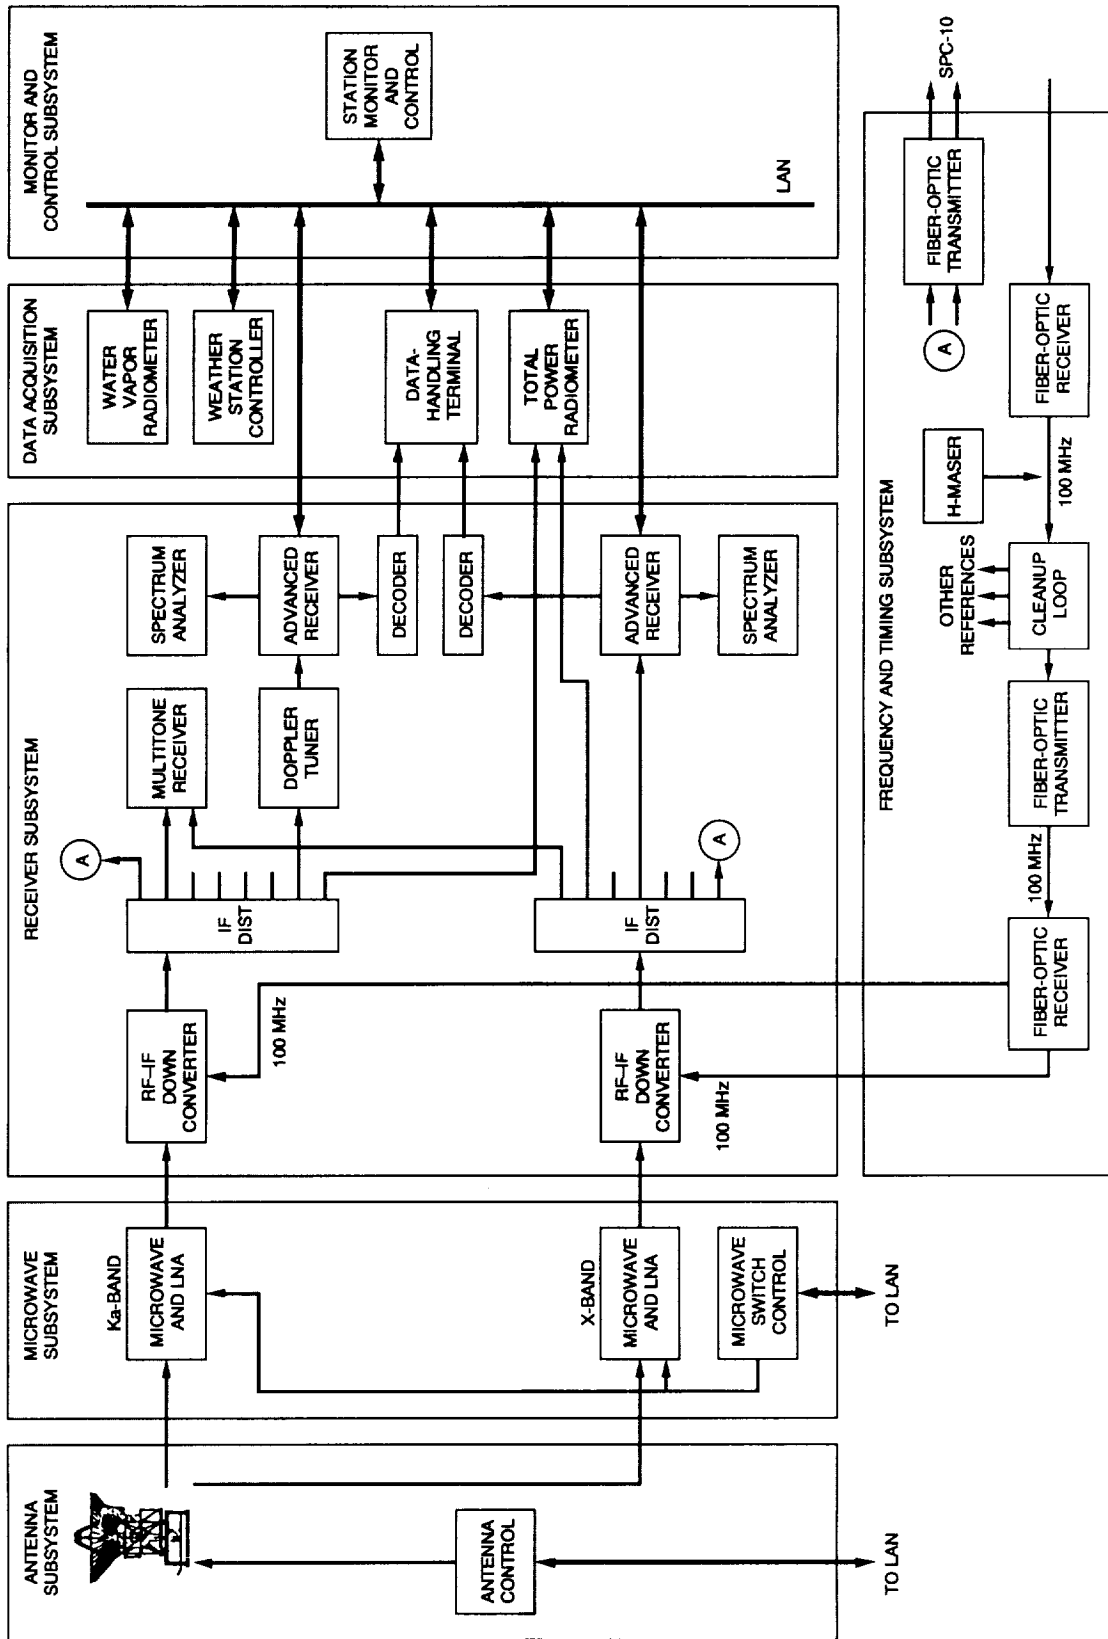 ANTENNA
SUBSYSTEM
ANTENNA
CONTROL
TO LAN
MICROWAVE
SUBSYSTEM
Ka-BAND
MICROWAVE
AND LNA
X-BAND
MICROWAVE
AND LNA
MICROWAVE
SWITCH
CONTROL
TO LAN
RECEIVER SUBSYSTEM
RF–IF
DOWN
CONVERTER
100 MHz
RF–IF
DOWN
CONVERTER
100 MHz
IF
DIST
A
IF
DIST
A
MULTITONE
RECEIVER
DOPPLER
TUNER
SPECTRUM
ANALYZER
ADVANCED
RECEIVER
DECODER
DECODER
ADVANCED
RECEIVER
SPECTRUM
ANALYZER
DATA ACQUISITION
SUBSYSTEM
WATER
VAPOR
RADIOMETER
WEATHER
STATION
CONTROLLER
DATA-
HANDLING
TERMINAL
TOTAL
POWER
RADIOMETER
MONITOR AND
CONTROL SUBSYSTEM
STATION
MONITOR
AND
CONTROL
LAN
FREQUENCY AND TIMING SUBSYSTEM
FIBER-OPTIC
RECEIVER
100 MHz
FIBER-OPTIC
TRANSMITTER
OTHER
REFERENCES
CLEANUP
LOOP
H-MASER
100 MHz
FIBER-OPTIC
RECEIVER
A
FIBER-OPTIC
TRANSMITTER
SPC-10